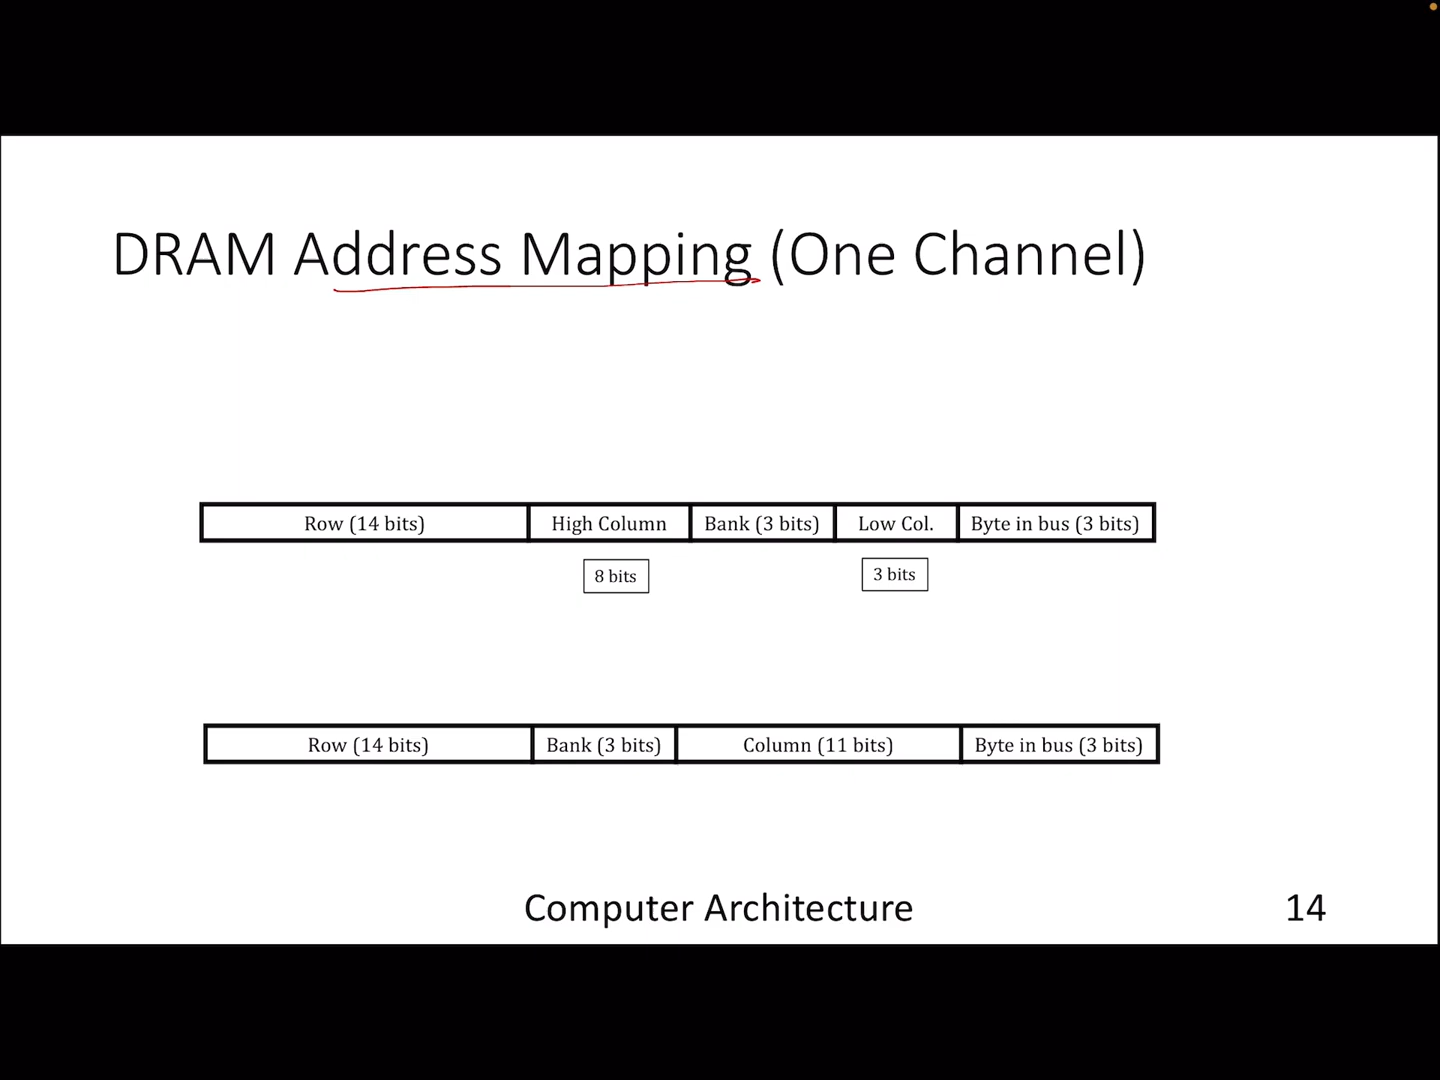 DRAM Address Mapping (One Channel)
Row (14 bits) High Column Bank (3 bits) Low Col. Byte in bus (3 bits)
8 bits 3 bits
Row (14 bits) Bank (3 bits) Column (11 bits) Byte in bus (3 bits)
Computer Architecture 14